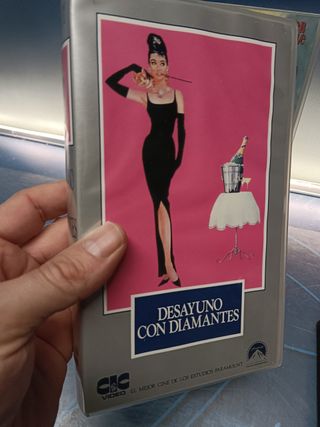 DESAYUNO
CON DIAMANTES
CIC
VIDEO
EL MEJOR CINE DE LOS ESTUDIOS PARAMOUNT